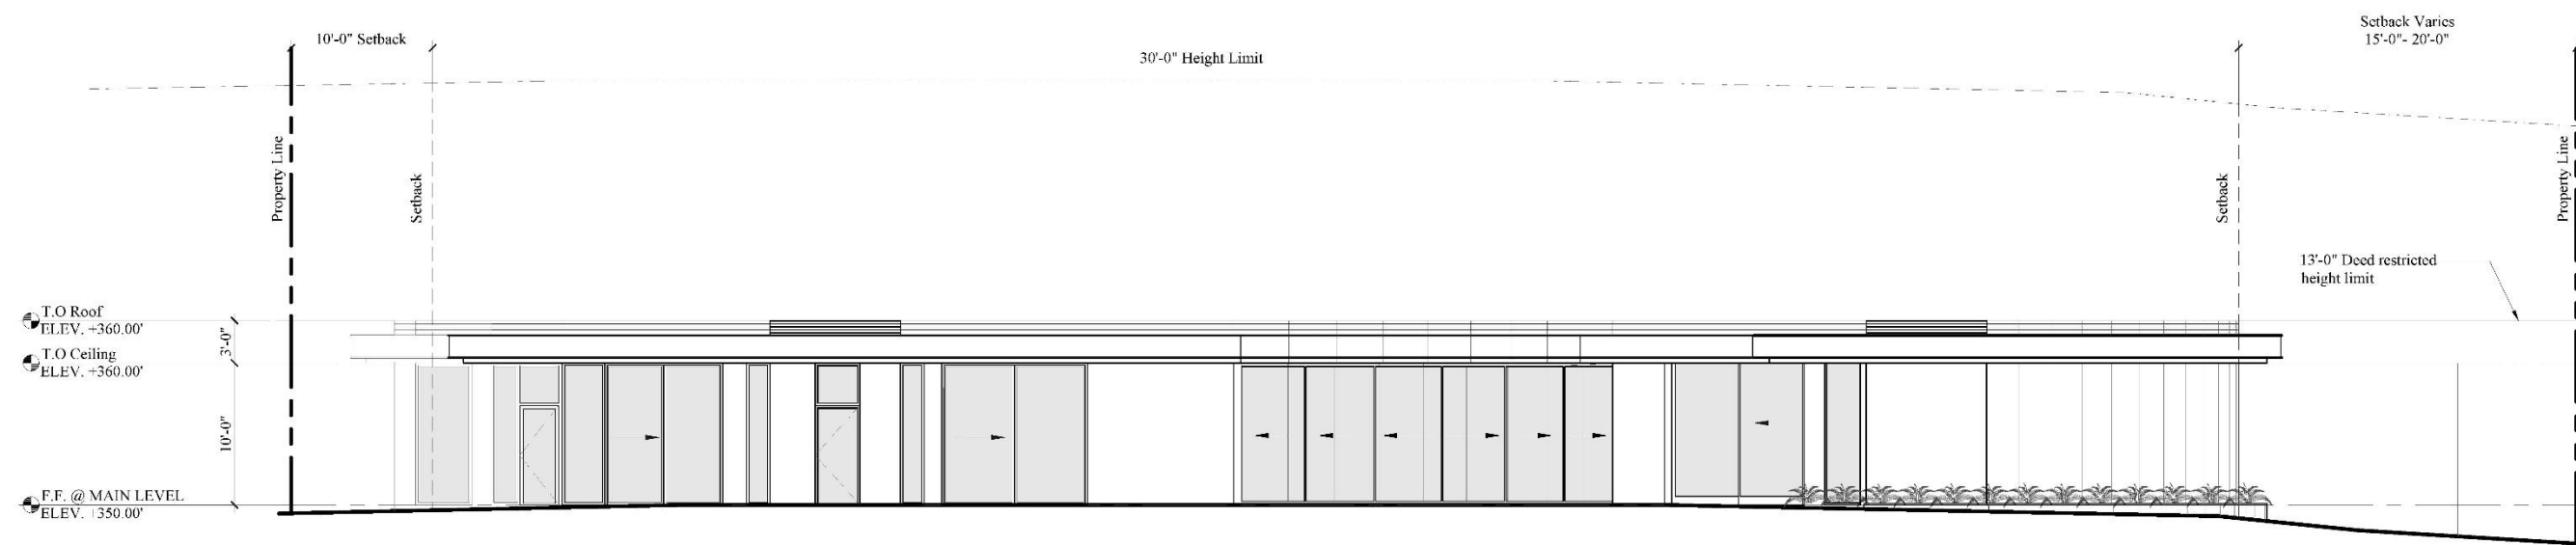 Setback Varies
15'-0"- 20'-0"
10'-0" Setback
30'-0" Height Limit
Property Line
Setback
Setback
Property Line
13'-0" Deed restricted
height limit
T.O Roof
ELEV. +360.00'
3'-0"
T.O Ceiling
ELEV. +360.00'
10'-0"
F.F. @ MAIN LEVEL
ELEV. +350.00'